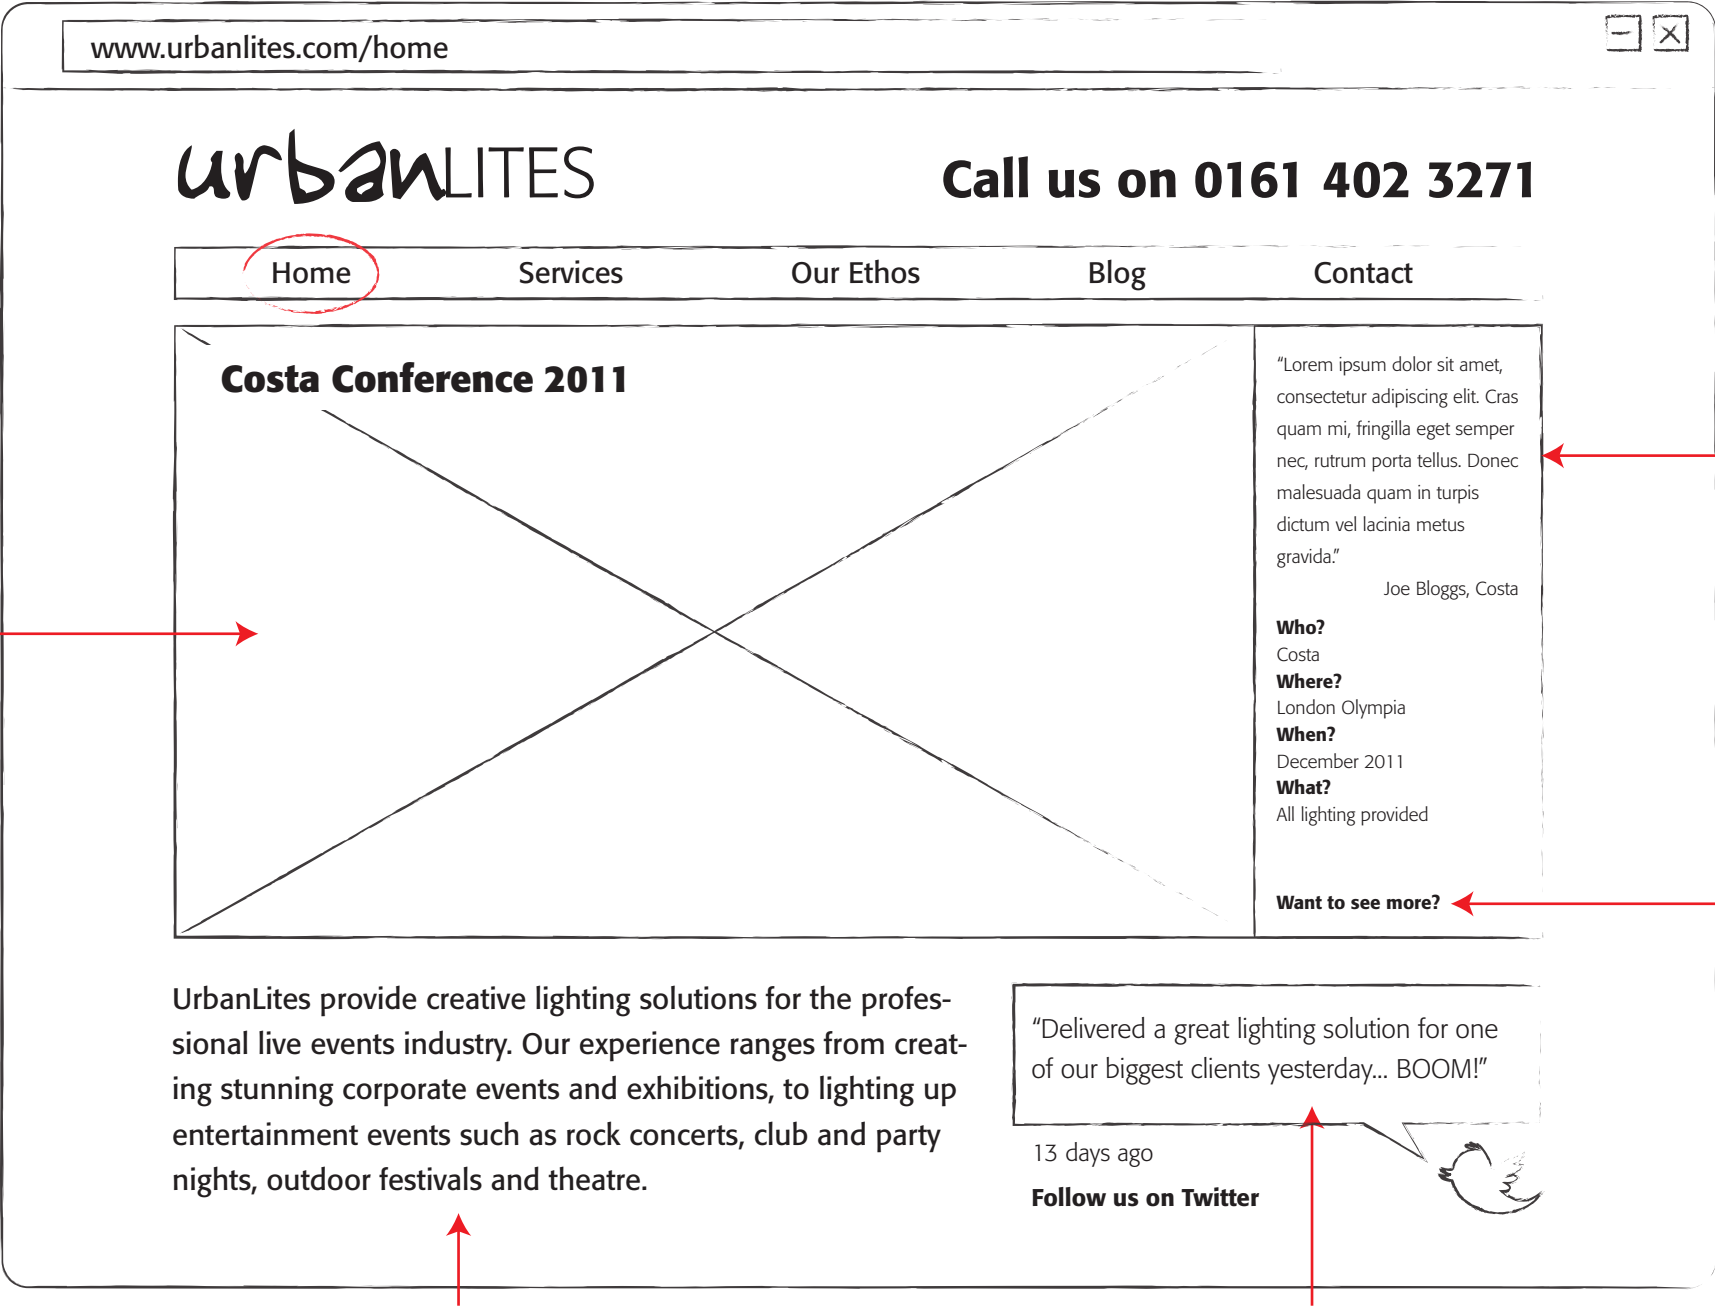 www.urbanlites.com/home
urbanLITES
Call us on 0161 402 3271
Home
Services
Our Ethos
Blog
Contact
Costa Conference 2011
“Lorem ipsum dolor sit amet,
consectetur adipiscing elit. Cras
quam mi, fringilla eget semper
nec, rutrum porta tellus. Donec
malesuada quam in turpis
dictum vel lacinia metus
gravida.”
Joe Bloggs, Costa
Who?
Costa
Where?
London Olympia
When?
December 2011
What?
All lighting provided
Want to see more?
UrbanLites provide creative lighting solutions for the profes-
sional live events industry. Our experience ranges from creat-
ing stunning corporate events and exhibitions, to lighting up
entertainment events such as rock concerts, club and party
nights, outdoor festivals and theatre.
“Delivered a great lighting solution for one
of our biggest clients yesterday... BOOM!”
13 days ago
Follow us on Twitter